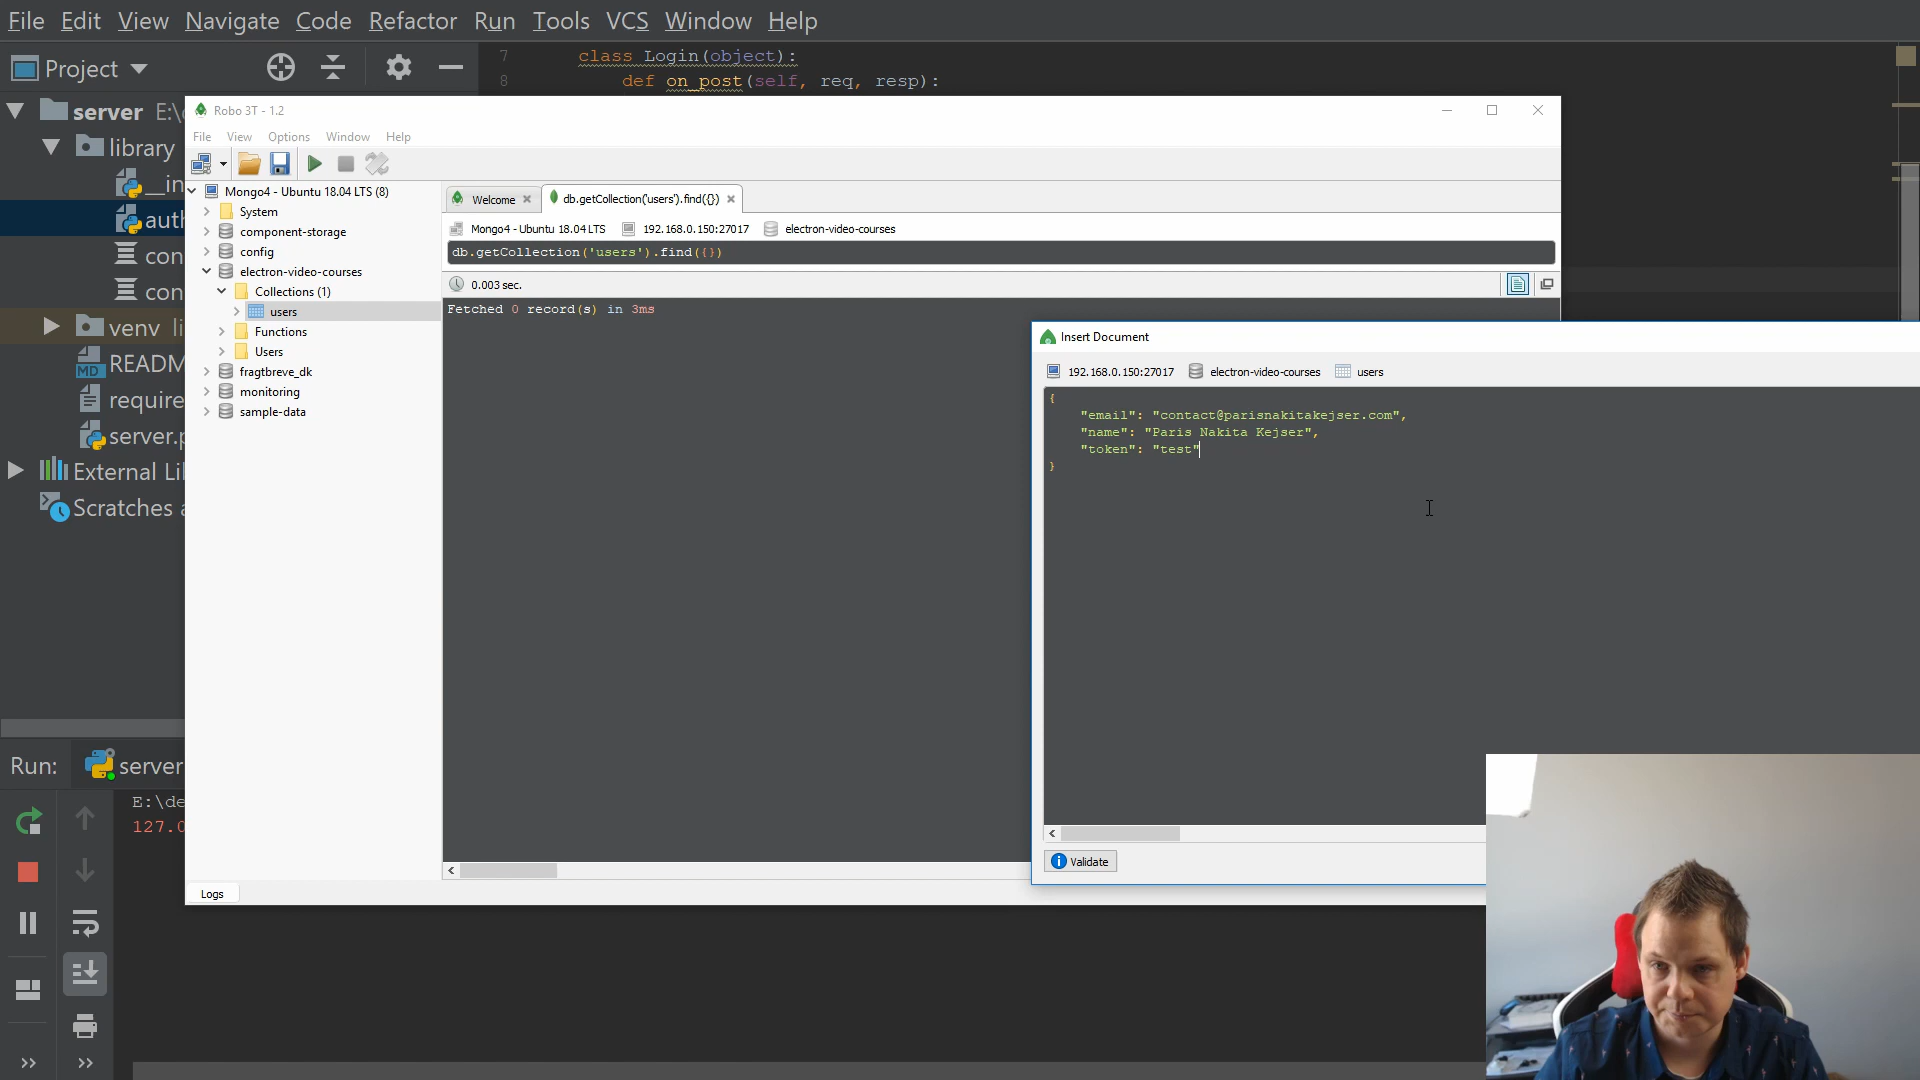 File Edit View Navigate Code Refactor Run Tools VCS Window Help
Project
7 class Login(object):
8 def on_post(self, req, resp):
server E:\
library
__in
auth
con
con
venv li
READM
require
server.p
External Li
Scratches a
Robo 3T - 1.2
File View Options Window Help
Mongo4 - Ubuntu 18.04 LTS (8)
System
component-storage
config
electron-video-courses
Collections (1)
users
Functions
Users
fragtbreve_dk
monitoring
sample-data
Welcome
db.getCollection('users').find({})
Mongo4 - Ubuntu 18.04 LTS 192.168.0.150:27017 electron-video-courses
db.getCollection('users').find({})
0.003 sec.
Fetched 0 record(s) in 3ms
Insert Document
192.168.0.150:27017 electron-video-courses users
{
"email": "contact@parisnakitakejser.com",
"name": "Paris Nakita Kejser",
"token": "test"
}
Validate
Logs
Run: server
E:\de
127.0